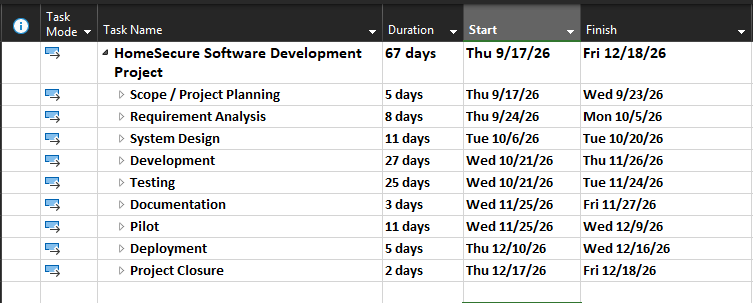 Task Mode Task Name Duration Start Finish
HomeSecure Software Development Project 67 days Thu 9/17/26 Fri 12/18/26
Scope / Project Planning 5 days Thu 9/17/26 Wed 9/23/26
Requirement Analysis 8 days Thu 9/24/26 Mon 10/5/26
System Design 11 days Tue 10/6/26 Tue 10/20/26
Development 27 days Wed 10/21/26 Thu 11/26/26
Testing 25 days Wed 10/21/26 Tue 11/24/26
Documentation 3 days Wed 11/25/26 Fri 11/27/26
Pilot 11 days Wed 11/25/26 Wed 12/9/26
Deployment 5 days Thu 12/10/26 Wed 12/16/26
Project Closure 2 days Thu 12/17/26 Fri 12/18/26